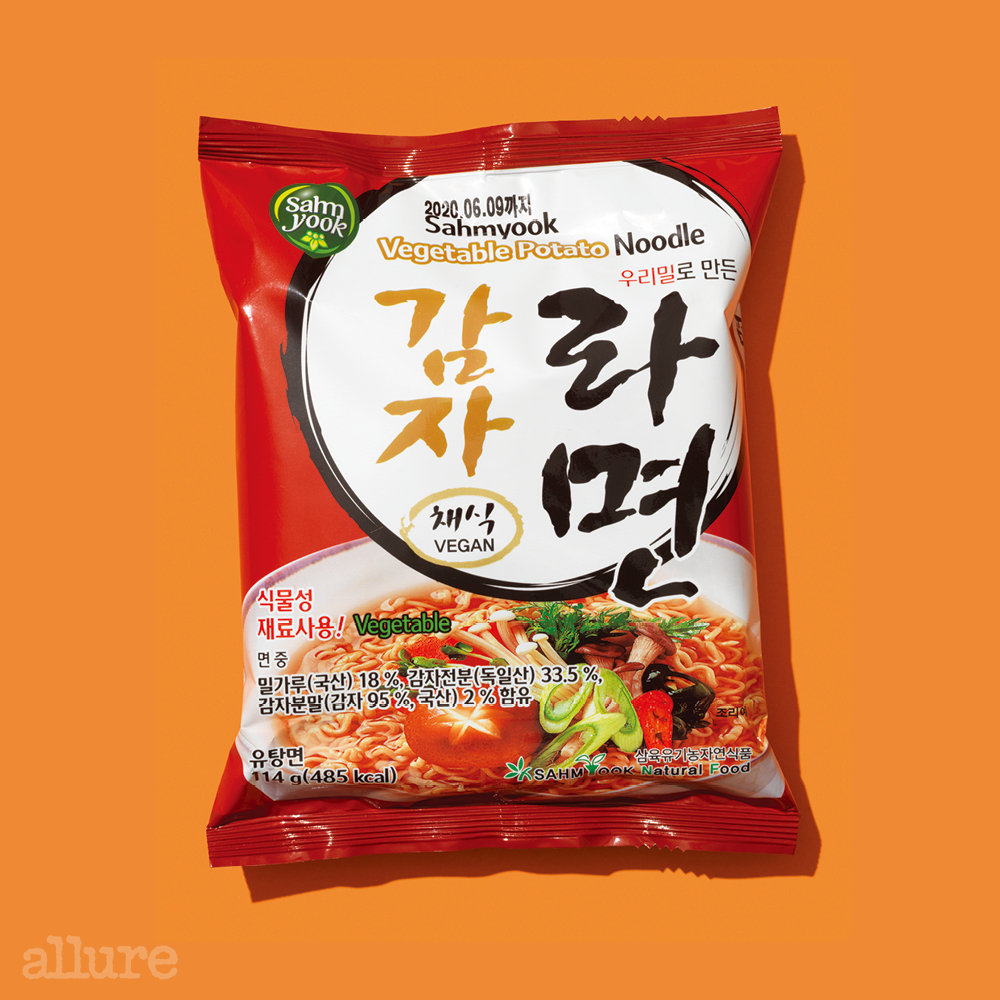 Sahm
yook
2020.06.09까지
Sahmyook
Vegetable Potato Noodle
우리밀로 만든
감자
라면
채식
VEGAN
식물성
재료사용! Vegetable
면 중
밀가루(국산) 18 %, 감자전분(독일산) 33.5 %,
감자분말(감자 95 %, 국산) 2 % 함유
조리예
유탕면
114 g(485 kcal)
삼육유기농자연식품
SAHMYOOK Natural Food
allure